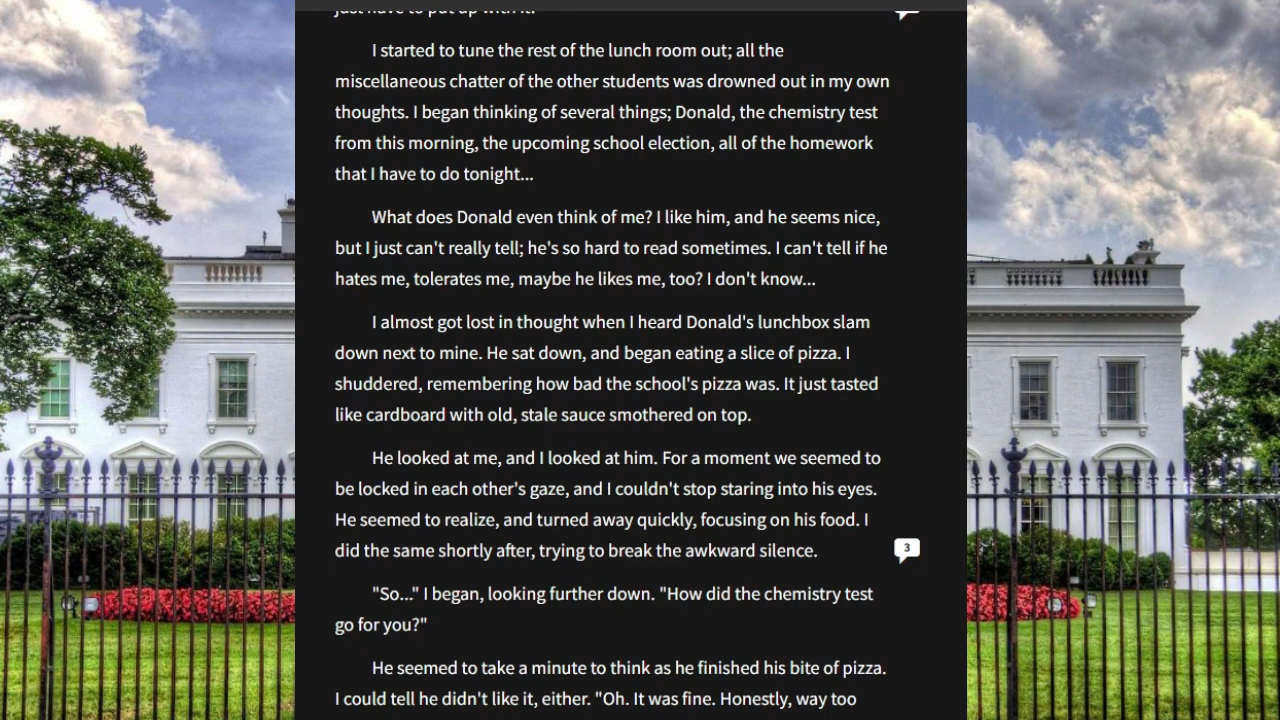 just have to put up with it.
I started to tune the rest of the lunch room out; all the
miscellaneous chatter of the other students was drowned out in my own
thoughts. I began thinking of several things; Donald, the chemistry test
from this morning, the upcoming school election, all of the homework
that I have to do tonight...
What does Donald even think of me? I like him, and he seems nice,
but I just can't really tell; he's so hard to read sometimes. I can't tell if he
hates me, tolerates me, maybe he likes me, too? I don't know...
I almost got lost in thought when I heard Donald's lunchbox slam
down next to mine. He sat down, and began eating a slice of pizza. I
shuddered, remembering how bad the school's pizza was. It just tasted
like cardboard with old, stale sauce smothered on top.
He looked at me, and I looked at him. For a moment we seemed to
be locked in each other's gaze, and I couldn't stop staring into his eyes.
He seemed to realize, and turned away quickly, focusing on his food. I
did the same shortly after, trying to break the awkward silence.
3
"So..." I began, looking further down. "How did the chemistry test
go for you?"
He seemed to take a minute to think as he finished his bite of pizza.
I could tell he didn't like it, either. "Oh. It was fine. Honestly, way too